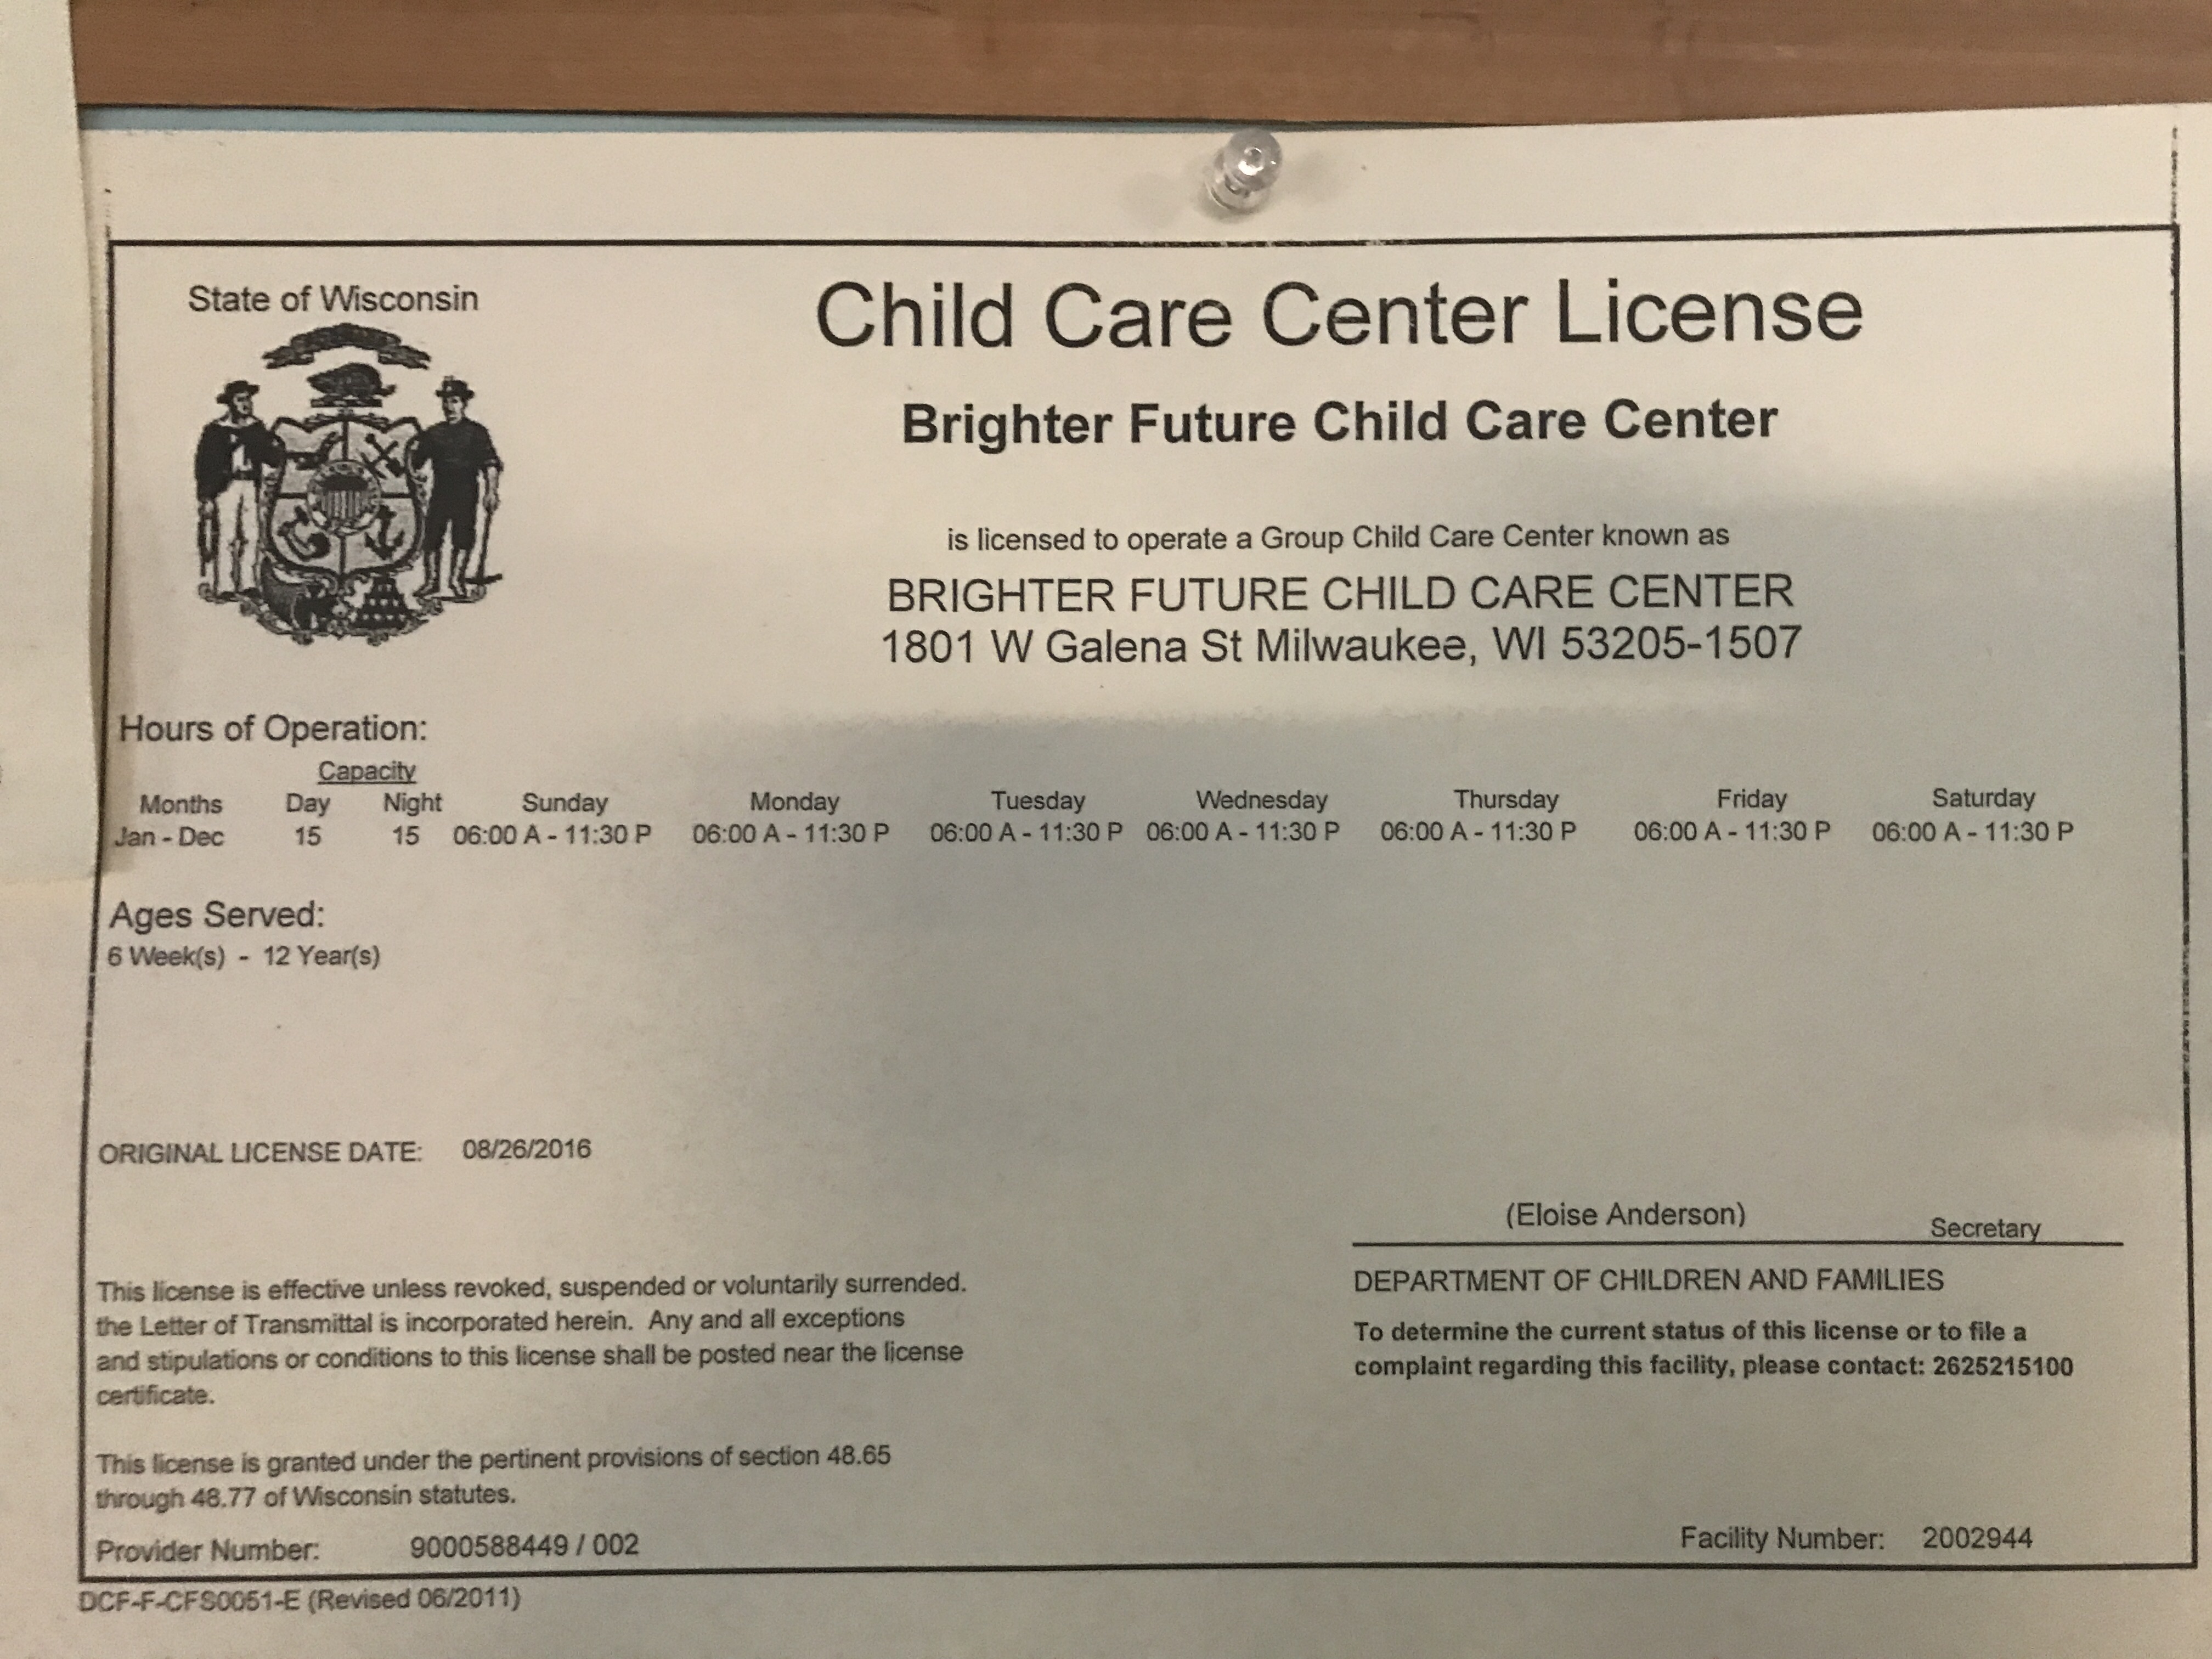 State of Wisconsin
Child Care Center License
Brighter Future Child Care Center
is licensed to operate a Group Child Care Center known as
BRIGHTER FUTURE CHILD CARE CENTER
1801 W Galena St Milwaukee, WI 53205-1507
Hours of Operation:
Capacity
Months Day Night Sunday Monday Tuesday Wednesday Thursday Friday Saturday
Jan - Dec 15 15 06:00 A - 11:30 P 06:00 A - 11:30 P 06:00 A - 11:30 P 06:00 A - 11:30 P 06:00 A - 11:30 P 06:00 A - 11:30 P 06:00 A - 11:30 P
Ages Served:
6 Week(s) - 12 Year(s)
ORIGINAL LICENSE DATE: 08/26/2016
This license is effective unless revoked, suspended or voluntarily surrendered.
the Letter of Transmittal is incorporated herein. Any and all exceptions
and stipulations or conditions to this license shall be posted near the license
certificate.
This license is granted under the pertinent provisions of section 48.65
through 48.77 of Wisconsin statutes.
Provider Number: 9000588449 / 002
(Eloise Anderson) Secretary
DEPARTMENT OF CHILDREN AND FAMILIES
To determine the current status of this license or to file a
complaint regarding this facility, please contact: 2625215100
Facility Number: 2002944
DCF-F-CFS0051-E (Revised 06/2011)